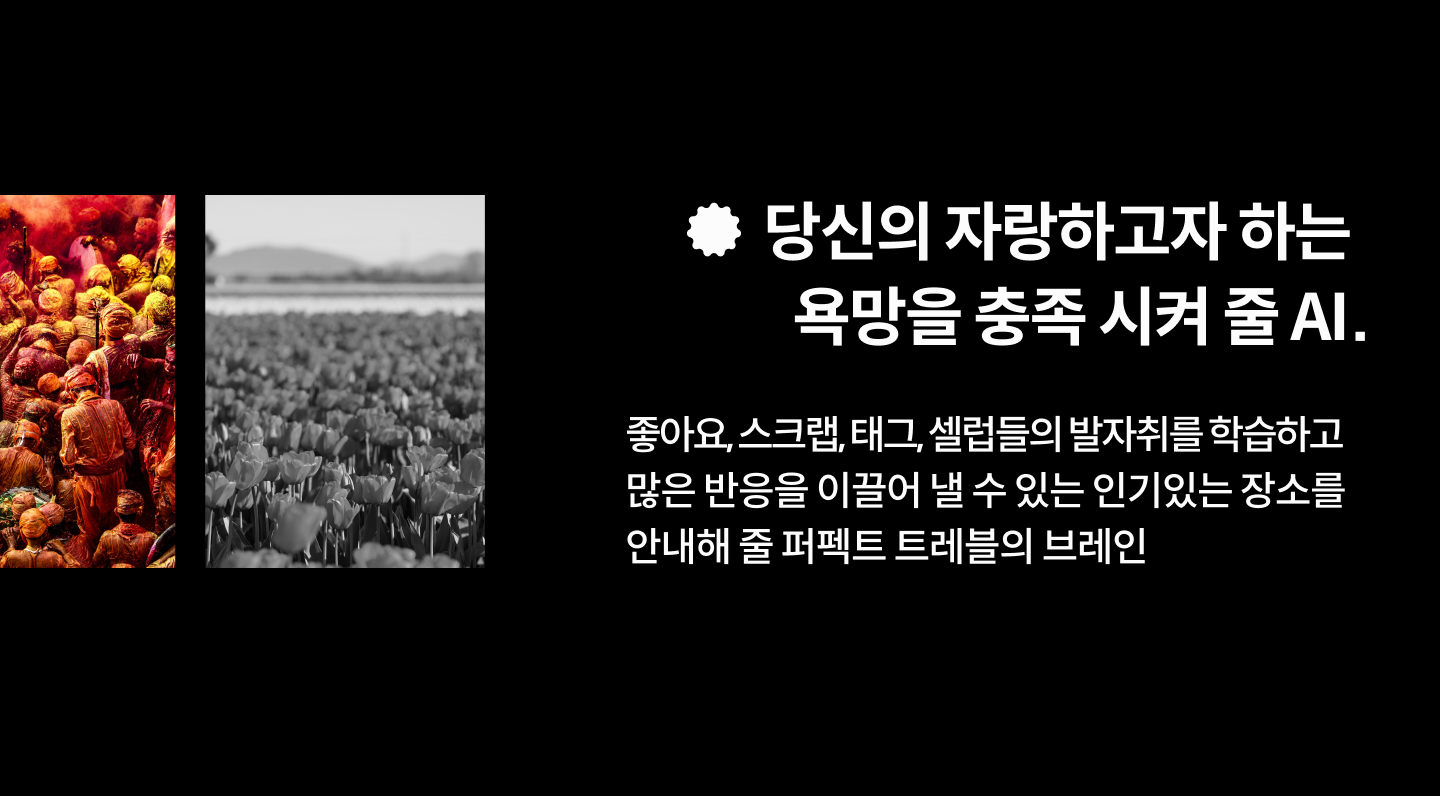 당신의 자랑하고자 하는
욕망을 충족 시켜 줄 AI.
좋아요, 스크랩, 태그, 셀럽들의 발자취를 학습하고
많은 반응을 이끌어 낼 수 있는 인기있는 장소를
안내해 줄 퍼펙트 트레블의 브레인